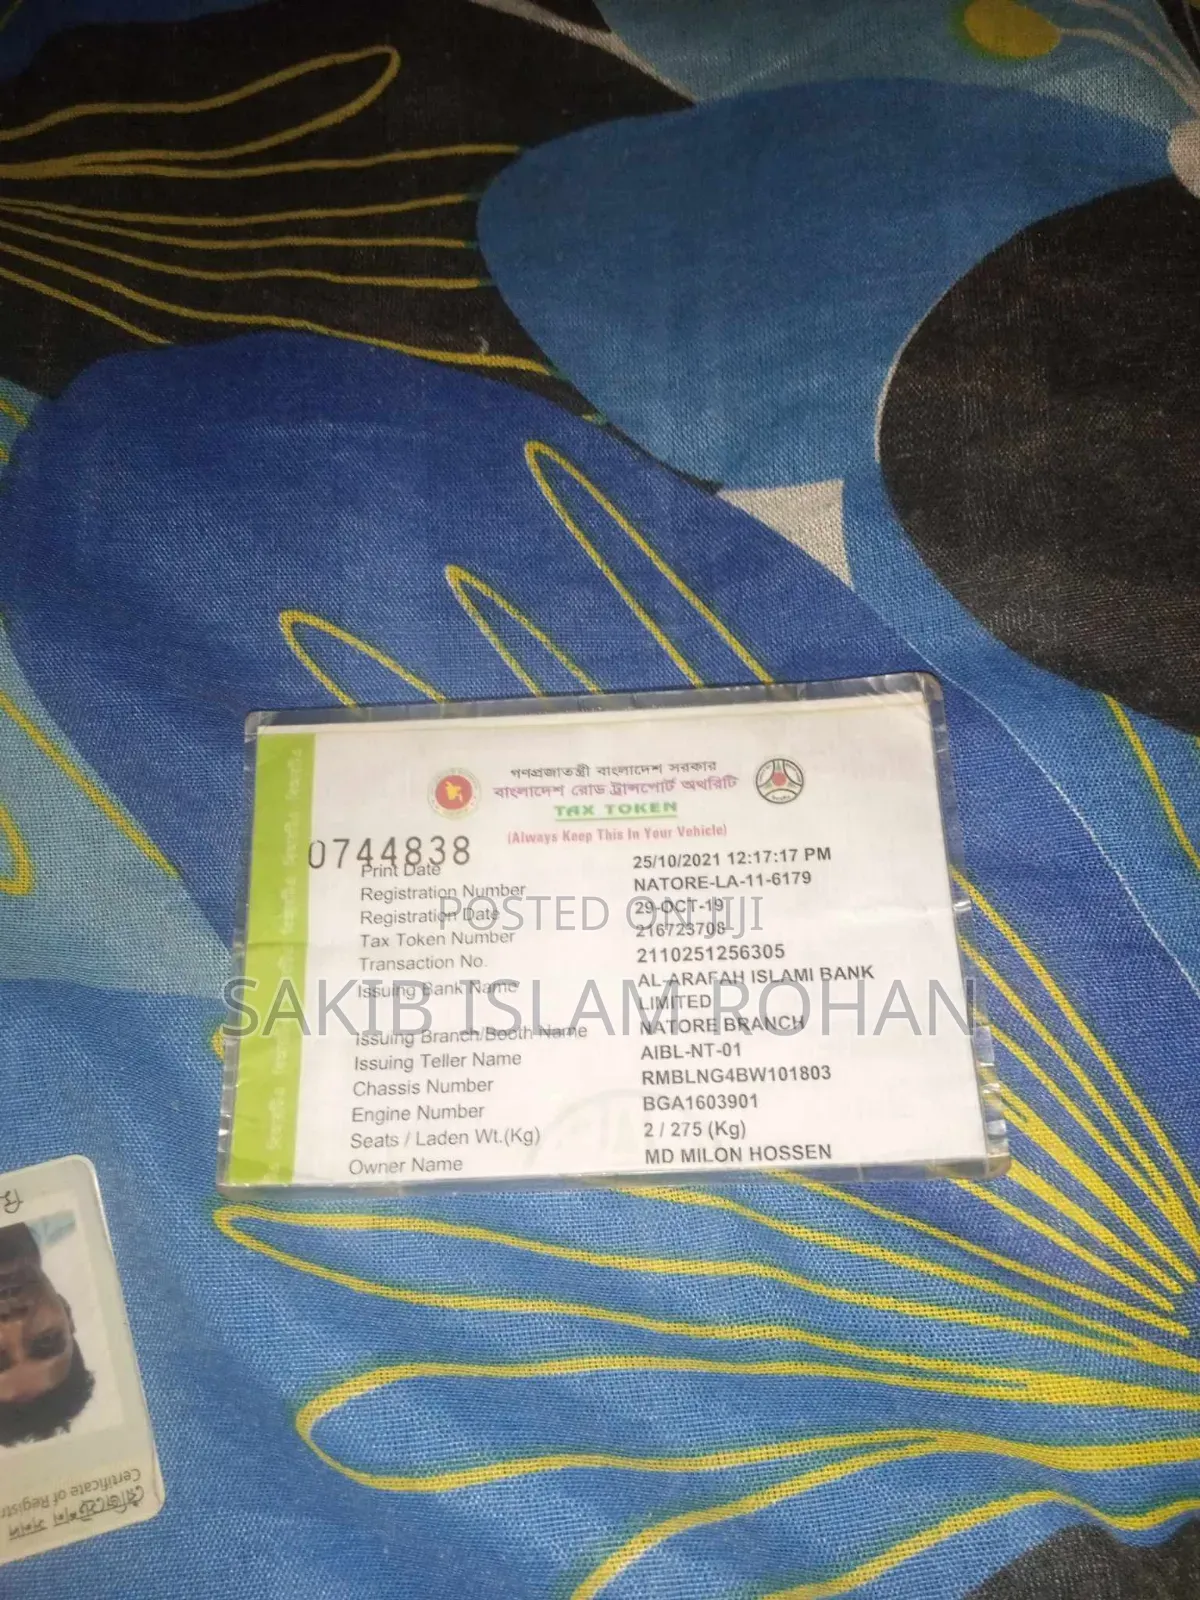 গণপ্রজাতন্ত্রী বাংলাদেশ সরকার
বাংলাদেশ রোড ট্রান্সপোর্ট অথরিটি
TAX TOKEN
(Always Keep This In Your Vehicle)
0744838
Print Date 25/10/2021 12:17:17 PM
Registration Number NATORE-LA-11-6179
Registration Date 29-OCT-19
Tax Token Number 216723708
Transaction No. 2110251256305
Issuing Bank Name AL-ARAFAH ISLAMI BANK
LIMITED
Issuing Branch/Booth Name NATORE BRANCH
Issuing Teller Name AIBL-NT-01
Chassis Number RMBLNG4BW101803
Engine Number BGA1603901
Seats / Laden Wt.(Kg) 2 / 275 (Kg)
Owner Name MD MILON HOSSEN
POSTED ON JIJI
SAKIB ISLAM ROHAN
রেজিস্ট্রেশন সনদ
Certificate of Registr